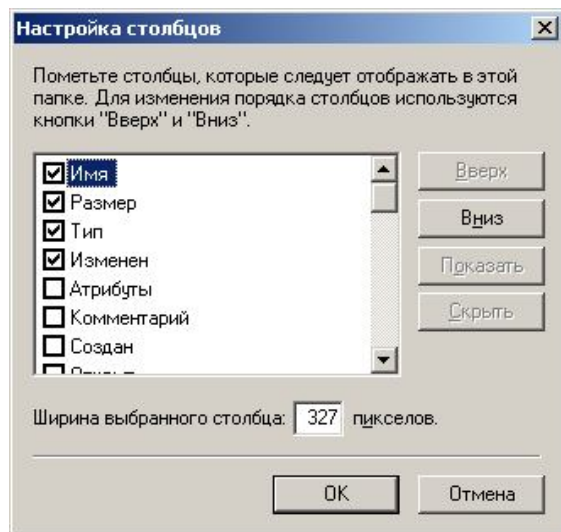 Настройка столбцов
Пометьте столбцы, которые следует отображать в этой
папке. Для изменения порядка столбцов используются
кнопки "Вверх" и "Вниз".
Имя
Размер
Тип
Изменен
Атрибуты
Комментарий
Создан
Вверх
Вниз
Показать
Скрыть
Ширина выбранного столбца: 327 пикселов.
OK
Отмена